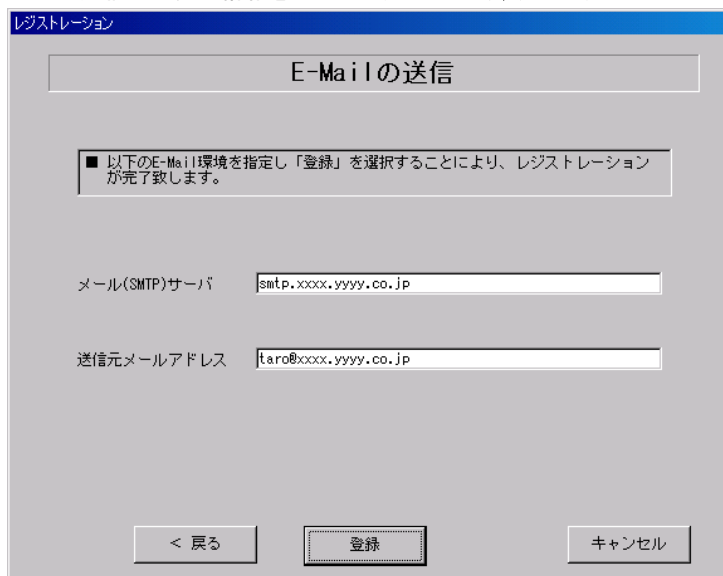 レジストレーション
E-Mailの送信
■ 以下のE-Mail環境を指定し「登録」を選択することにより、レジストレーション
が完了致します。
メール(SMTP)サーバ smtp.xxxx.yyyy.co.jp
送信元メールアドレス taro@xxxx.yyyy.co.jp
< 戻る 登録 キャンセル